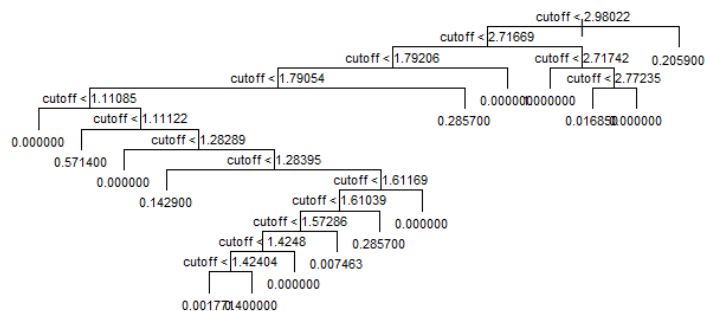 cutoff < 2.98022
cutoff < 2.71669
cutoff < 1.79206
cutoff < 2.71742
0.205900
cutoff < 1.79054
cutoff < 2.77235
cutoff < 1.11085
0.000000
0.000000
cutoff < 1.11122
0.285700
0.016850
0.000000
0.000000
cutoff < 1.28289
0.571400
cutoff < 1.28395
0.000000
cutoff < 1.61169
0.142900
cutoff < 1.61039
cutoff < 1.57286
0.000000
cutoff < 1.4248
0.285700
cutoff < 1.42404
0.007463
0.000000
0.001771
0.400000